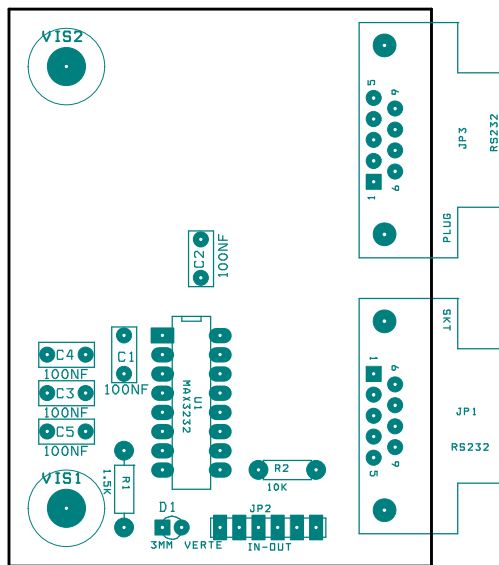 VIS2
5
9
JP3
RS232
1
6
PLUG
C2
100NF
SKT
1
6
C4
100NF
C1
100NF
C3
100NF
U1
MAX3232
JP1
C5
100NF
5
9
RS232
VIS1
R1
1.5K
R2
10K
D1
JP2
3MM VERTE
IN-OUT